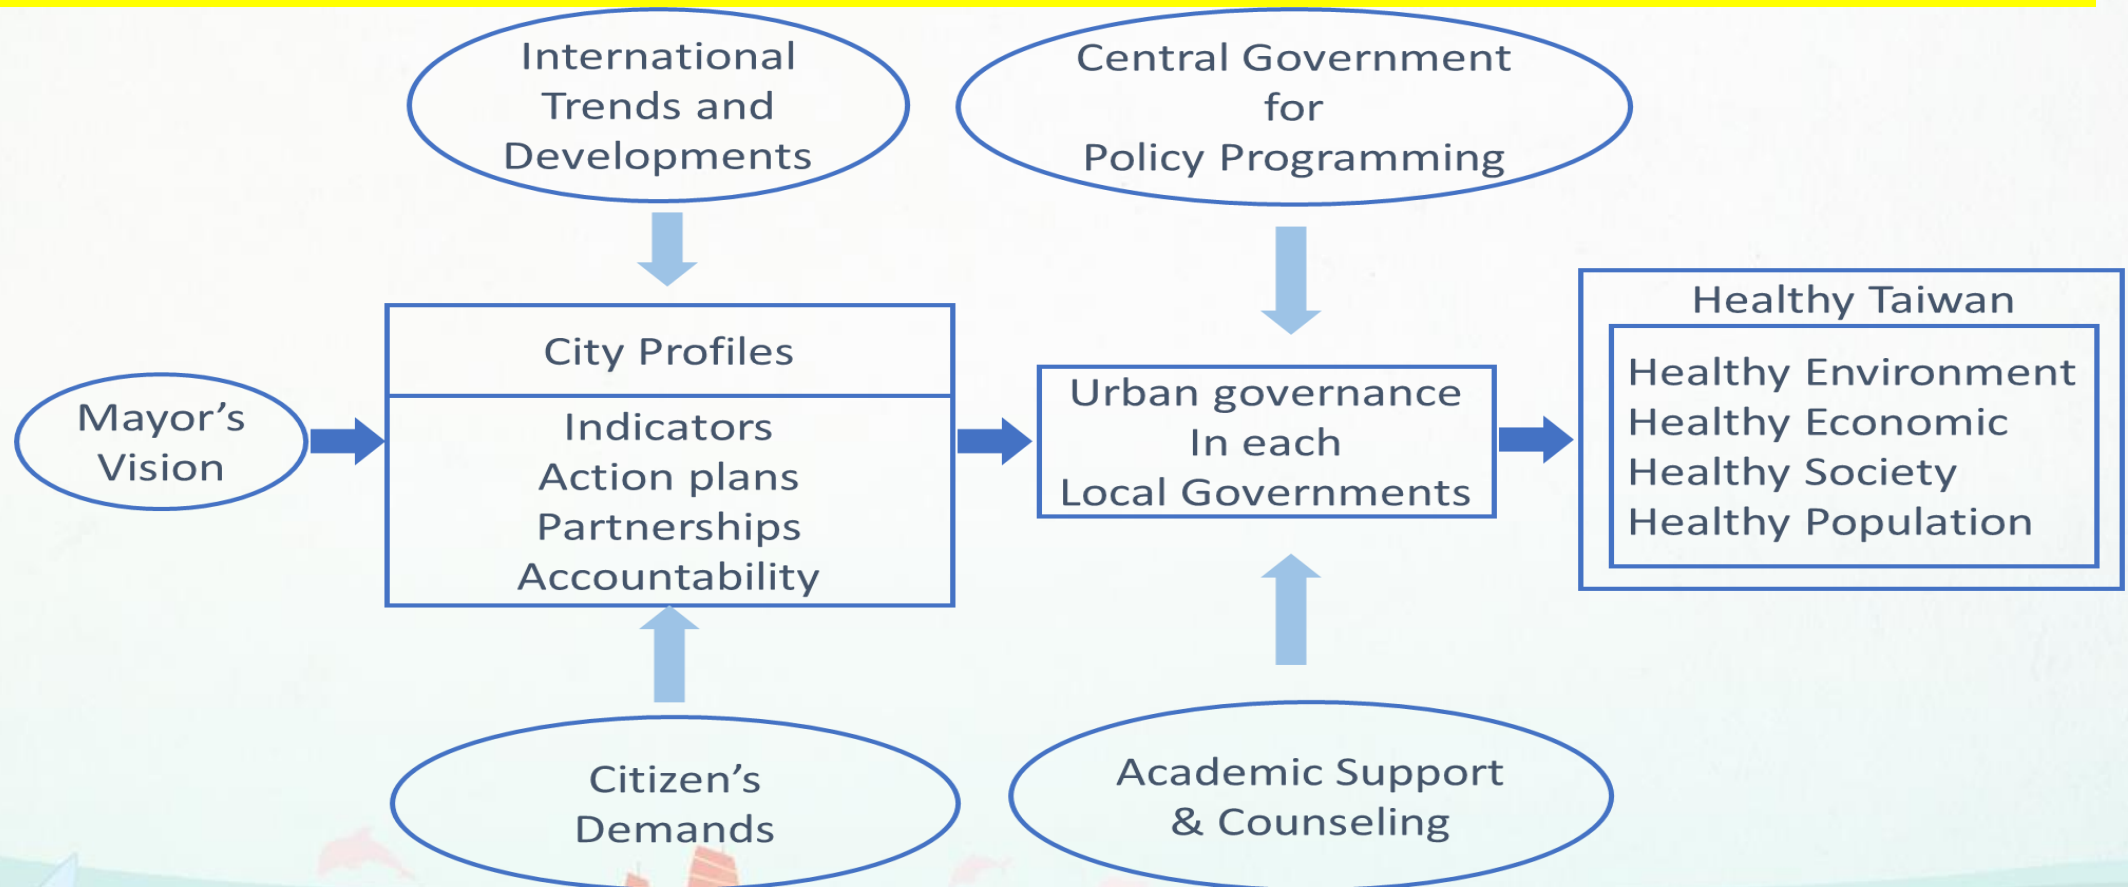 International
Trends and
Developments
Central Government
for
Policy Programming
Mayor’s
Vision
City Profiles
Indicators
Action plans
Partnerships
Accountability
Urban governance
In each
Local Governments
Healthy Taiwan
Healthy Environment
Healthy Economic
Healthy Society
Healthy Population
Citizen’s
Demands
Academic Support
& Counseling